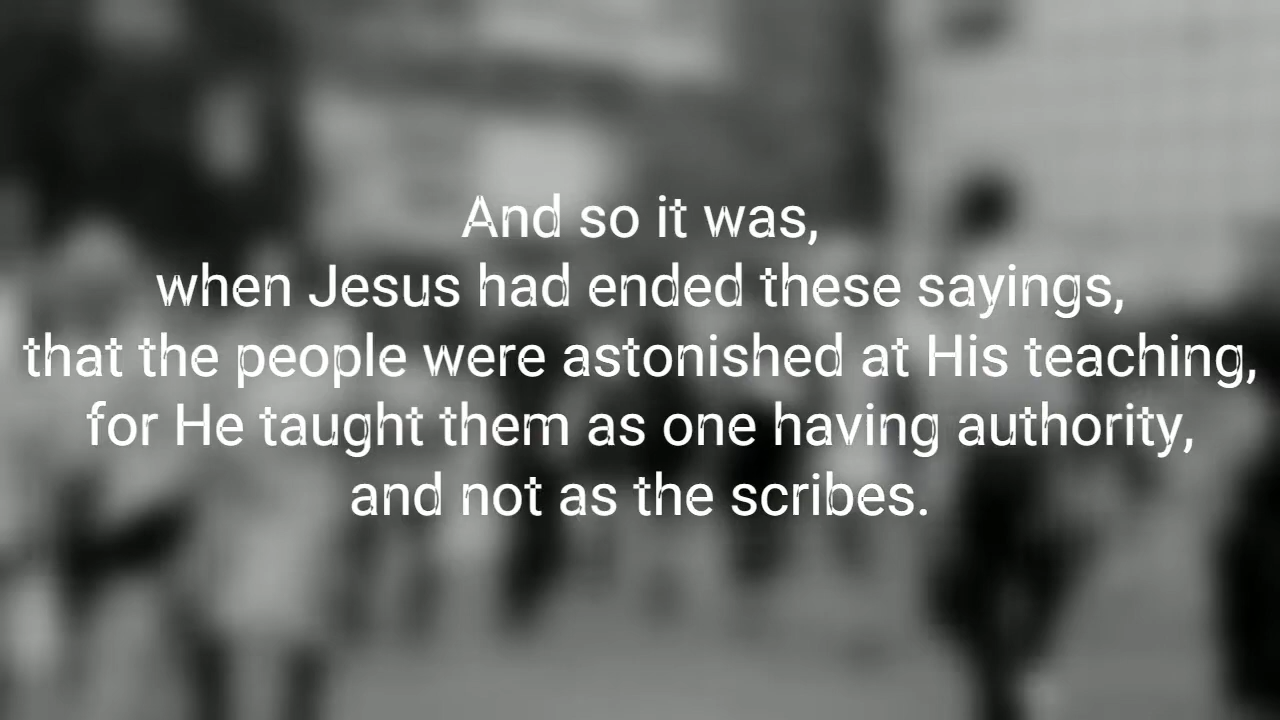 And so it was,
when Jesus had ended these sayings,
that the people were astonished at His teaching,
for He taught them as one having authority,
and not as the scribes.